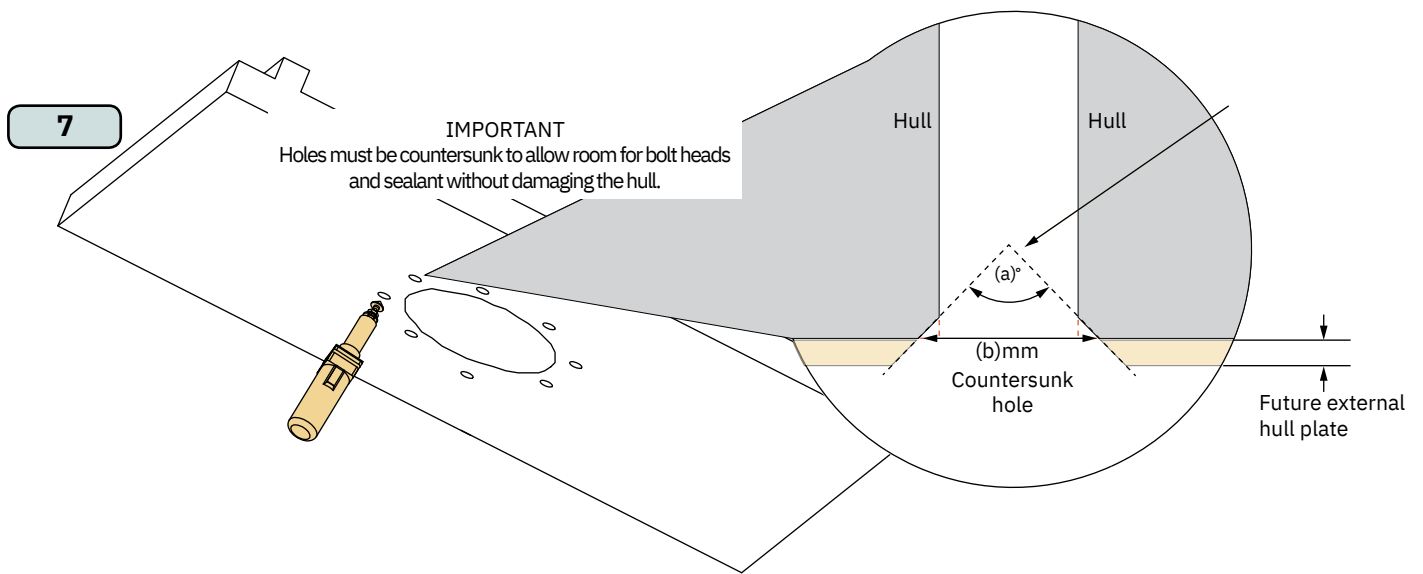 7
IMPORTANT
Holes must be countersunk to allow room for bolt heads
and sealant without damaging the hull.
Hull
Hull
(a)°
(b)mm
Countersunk
hole
Future external
hull plate